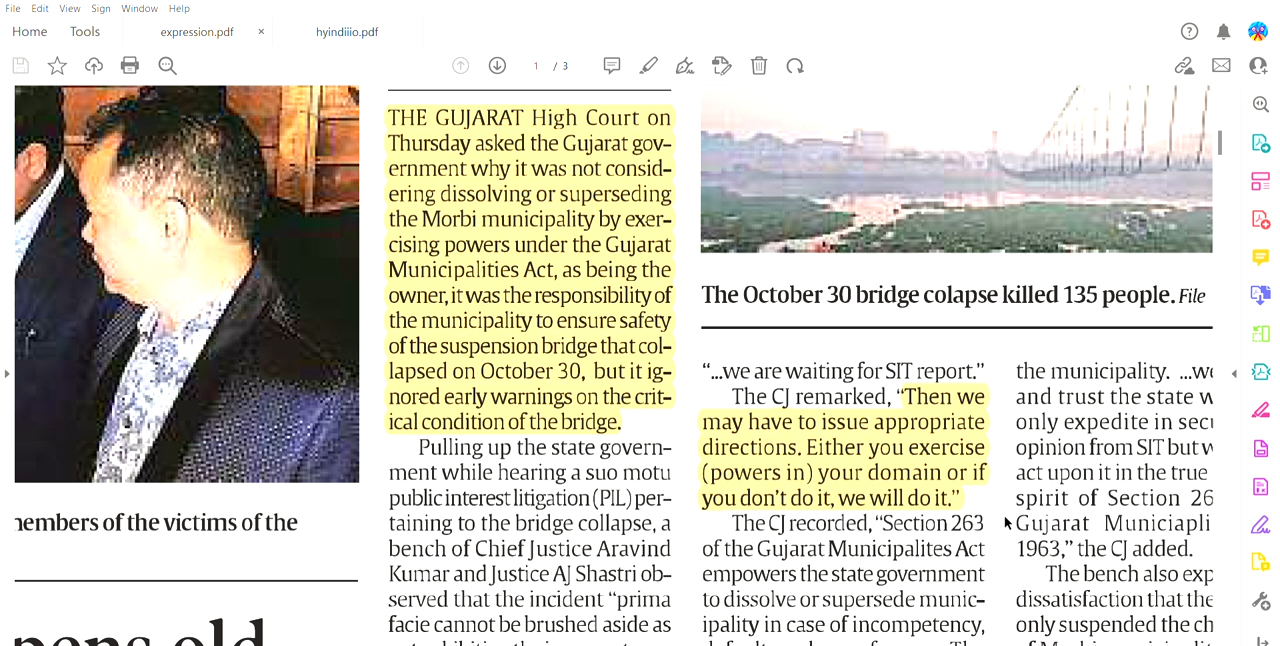 File Edit View Sign Window Help
Home Tools expression.pdf × hyindiiio.pdf
1 / 3
THE GUJARAT High Court on
Thursday asked the Gujarat gov-
ernment why it was not consid-
ering dissolving or superseding
the Morbi municipality by exer-
cising powers under the Gujarat
Municipalities Act, as being the
owner, it was the responsibility of
the municipality to ensure safety
of the suspension bridge that col-
lapsed on October 30, but it ig-
nored early warnings on the crit-
ical condition of the bridge.
Pulling up the state govern-
ment while hearing a suo motu
public interest litigation (PIL) per-
taining to the bridge collapse, a
bench of Chief Justice Aravind
Kumar and Justice AJ Shastri ob-
served that the incident “prima
facie cannot be brushed aside as
The October 30 bridge colapse killed 135 people. File
“...we are waiting for SIT report.”
The CJ remarked, “Then we
may have to issue appropriate
directions. Either you exercise
(powers in) your domain or if
you don’t do it, we will do it.”
The CJ recorded, “Section 263
of the Gujarat Municipalites Act
empowers the state government
to dissolve or supersede munic-
ipality in case of incompetency,
the municipality. ...we
and trust the state w
only expedite in secu
opinion from SIT but w
act upon it in the true
spirit of Section 26
Gujarat Municiapli
1963,” the CJ added.
The bench also exp
dissatisfaction that the
only suspended the ch
members of the victims of the
pens old